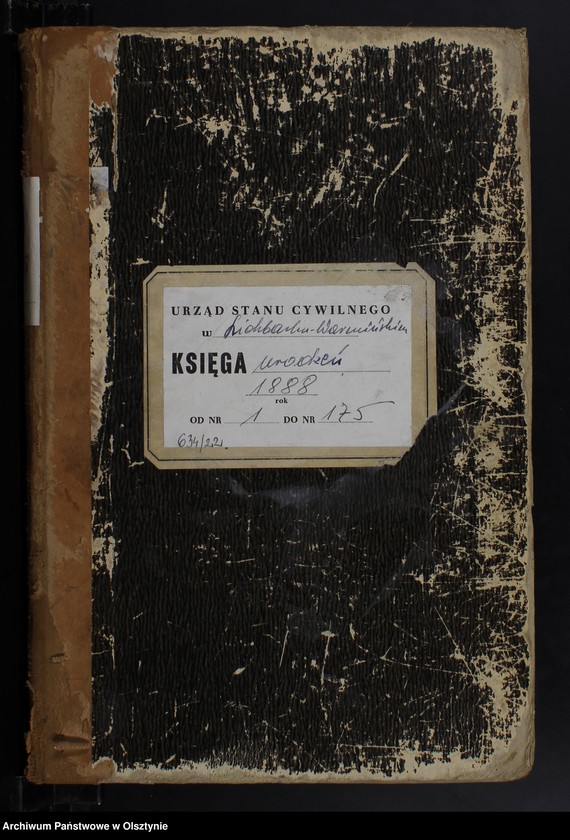 URZĄD STANU CYWILNEGO
w Lidzbarku-Warmińskim
KSIĘGA urodzeń
1888
rok
OD NR 1 DO NR 175
634/22
Archiwum Państwowe w Olsztynie